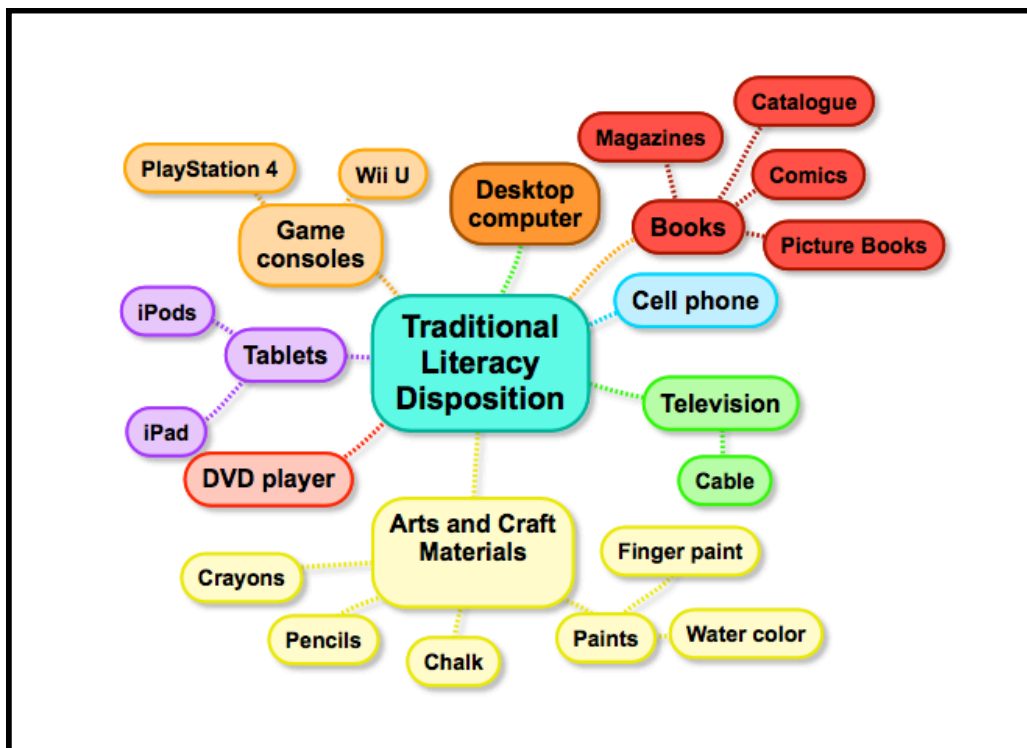 Catalogue
Magazines
PlayStation 4
Wii U
Desktop
computer
Comics
Game
consoles
Books
Picture Books
iPods
Cell phone
Tablets
Traditional
Literacy
Disposition
Television
iPad
DVD player
Cable
Arts and Craft
Materials
Finger paint
Crayons
Pencils
Chalk
Paints
Water color